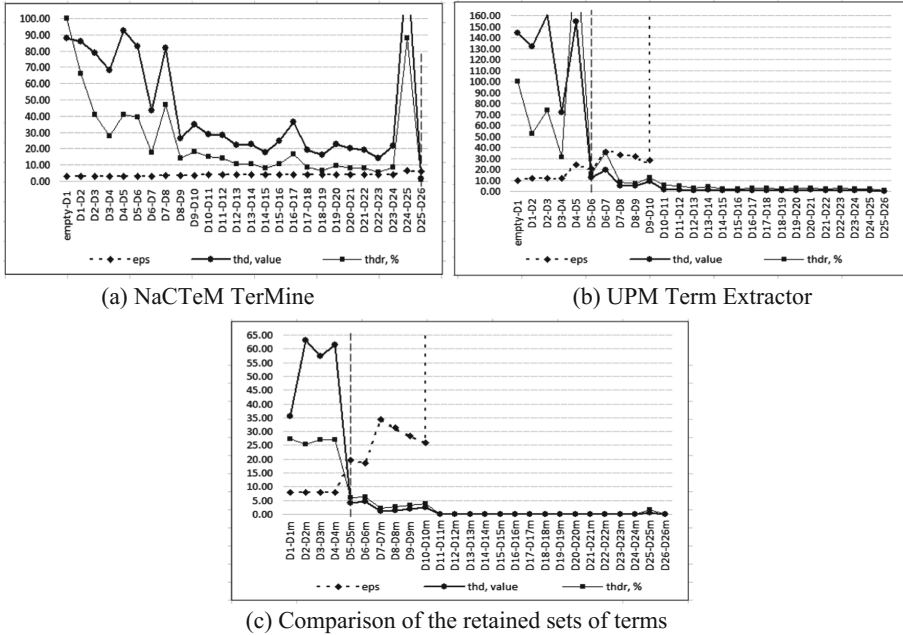 100.00
90.00
80.00
70.00
60.00
50.00
40.00
30.00
20.00
10.00
0.00
empty-D1
D1-D2
D2-D3
D3-D4
D4-D5
D5-D6
D6-D7
D7-D8
D8-D9
D9-D10
D10-D11
D11-D12
D12-D13
D13-D14
D14-D15
D15-D16
D16-D17
D17-D18
D18-D19
D19-D20
D20-D21
D21-D22
D22-D23
D23-D24
D24-D25
D25-D26
eps thd, value thdr, %
(a) NaCTeM TerMine
160.00
150.00
140.00
130.00
120.00
110.00
100.00
90.00
80.00
70.00
60.00
50.00
40.00
30.00
20.00
10.00
0.00
empty-D1
D1-D2
D2-D3
D3-D4
D4-D5
D5-D6
D6-D7
D7-D8
D8-D9
D9-D10
D10-D11
D11-D12
D12-D13
D13-D14
D14-D15
D15-D16
D16-D17
D17-D18
D18-D19
D19-D20
D20-D21
D21-D22
D22-D23
D23-D24
D24-D25
D25-D26
eps thd, value thdr, %
(b) UPM Term Extractor
65.00
60.00
55.00
50.00
45.00
40.00
35.00
30.00
25.00
20.00
15.00
10.00
5.00
0.00
D1-D1m
D2-D2m
D3-D3m
D4-D4m
D5-D5m
D6-D6m
D7-D7m
D8-D8m
D9-D9m
D10-D10m
D11-D11m
D12-D12m
D13-D13m
D14-D14m
D15-D15m
D16-D16m
D17-D17m
D18-D18m
D19-D19m
D20-D20m
D21-D21m
D22-D22m
D23-D23m
D24-D24m
D25-D25m
D26-D26m
eps thd, value thdr, %
(c) Comparison of the retained sets of terms